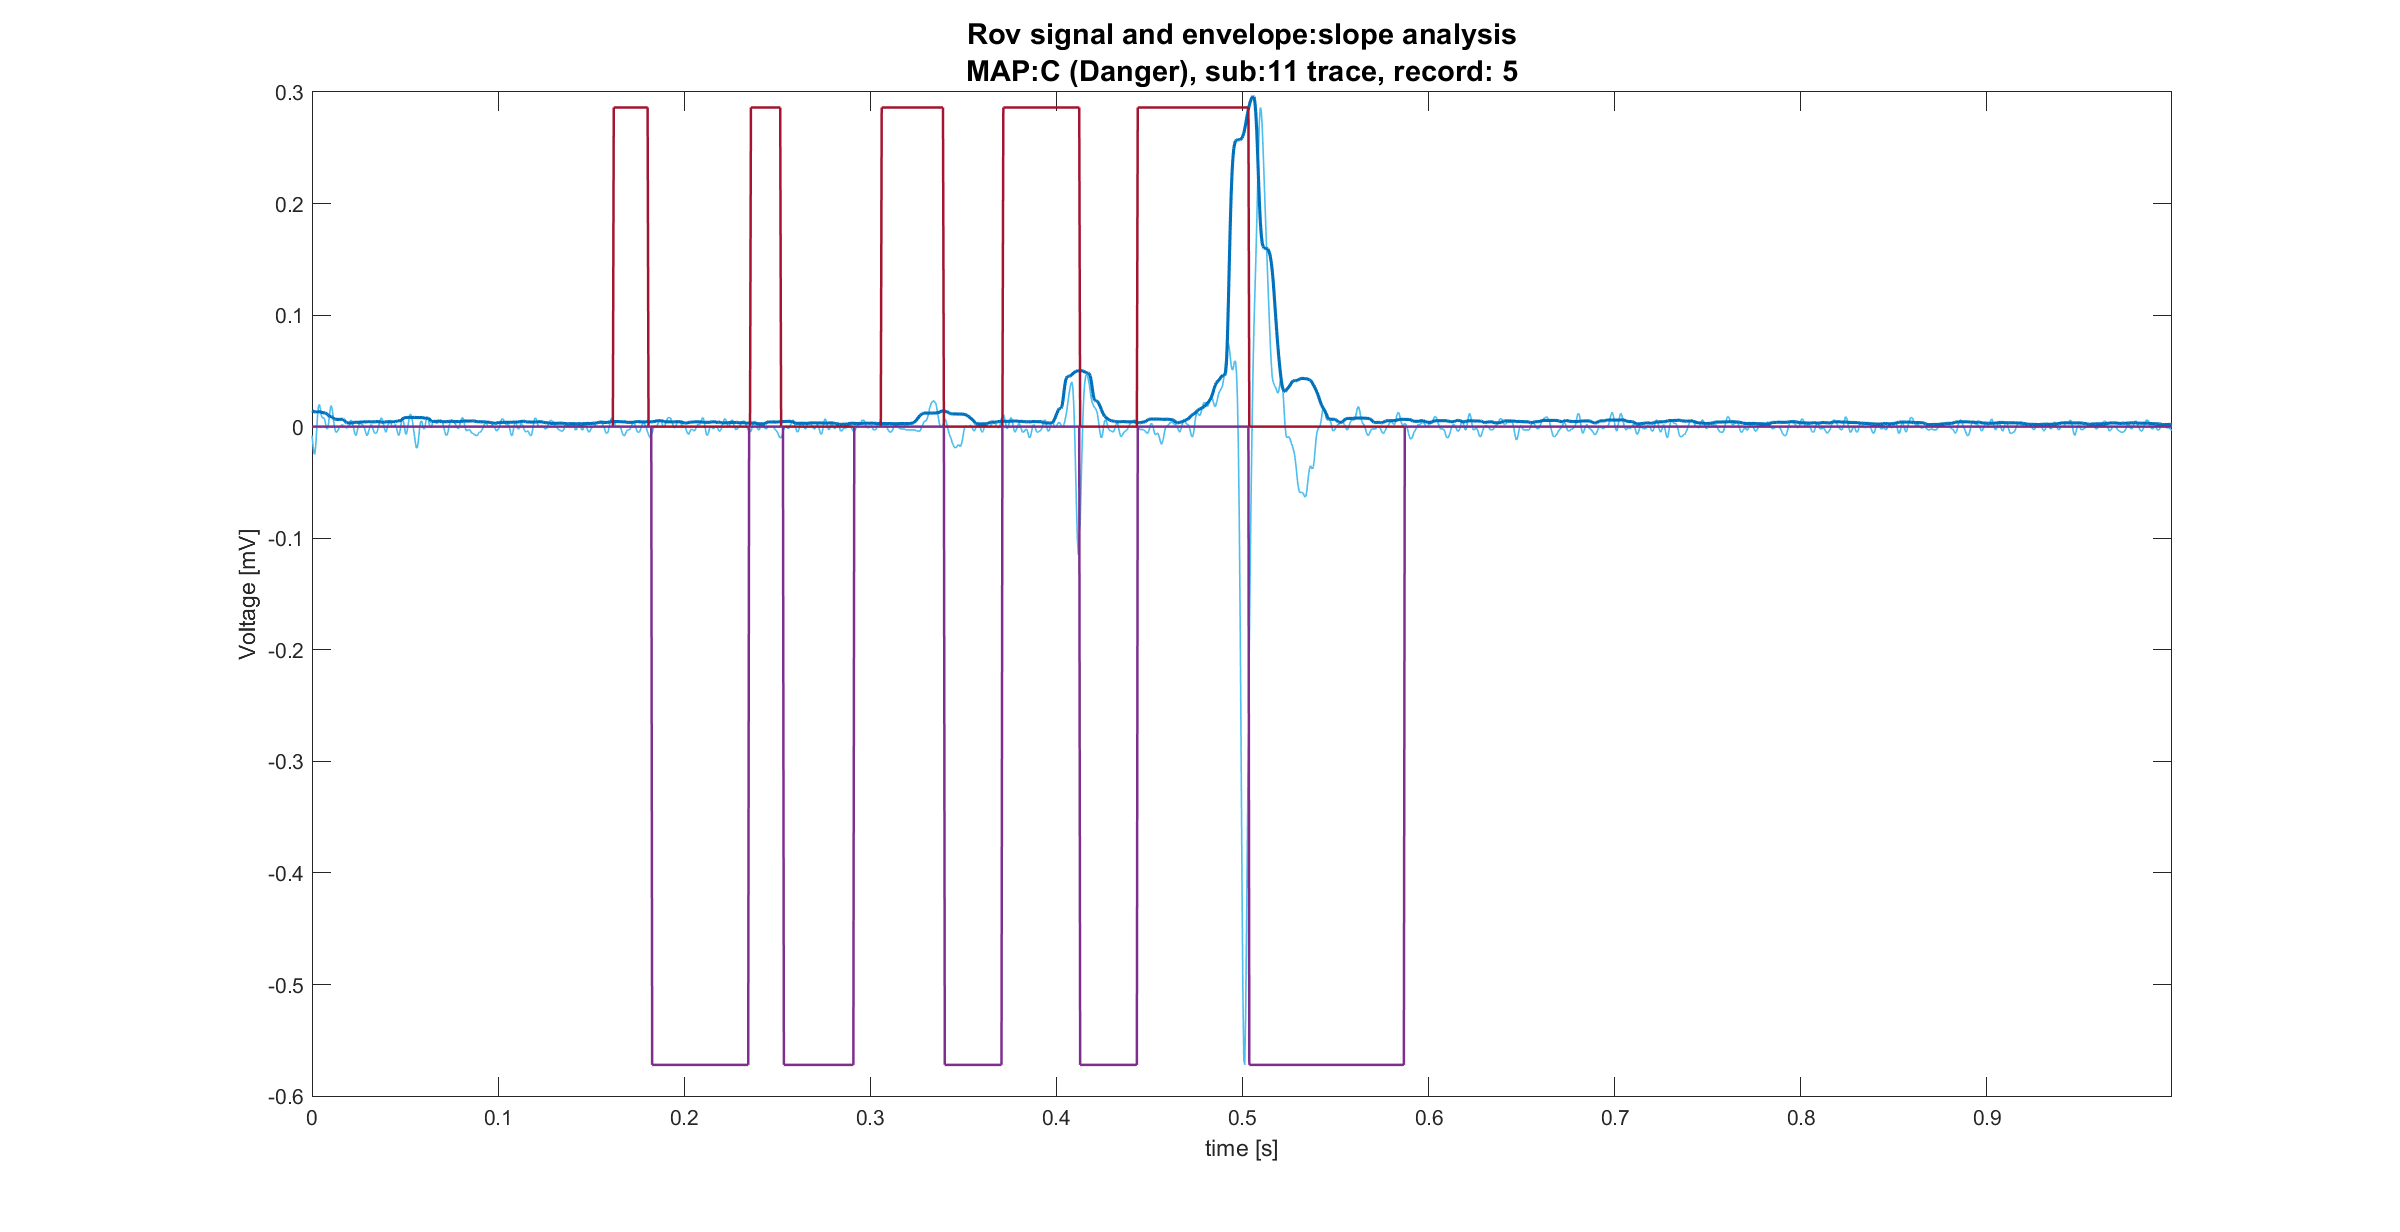 Rov signal and envelope:slope analysis
MAP:C (Danger), sub:11 trace, record: 5
0.3
0.2
0.1
0
-0.1
-0.2
-0.3
-0.4
-0.5
-0.6
Voltage [mV]
0 0.1 0.2 0.3 0.4 0.5 0.6 0.7 0.8 0.9
time [s]